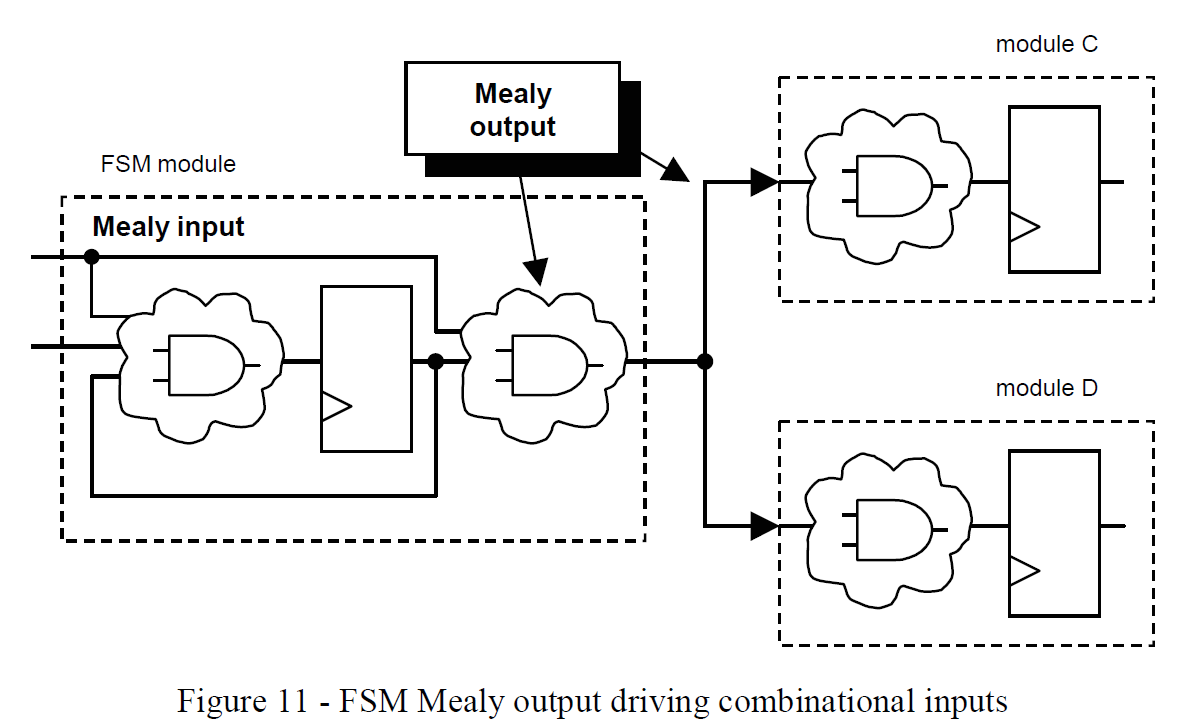 module C
Mealy
output
FSM module
Mealy input
module D
Figure 11 - FSM Mealy output driving combinational inputs